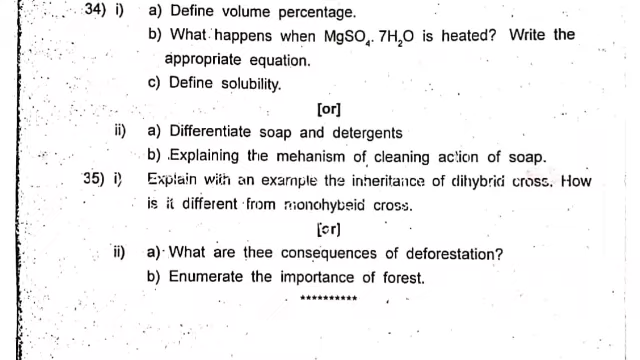 34) i) a) Define volume percentage.
b) What happens when MgSO₄. 7H₂O is heated? Write the
appropriate equation.
c) Define solubility.
[or]
ii) a) Differentiate soap and detergents
b) Explaining the mehanism of cleaning action of soap.
35) i) Explain with an example the inheritance of dihybrid cross. How
is it different from monohybeid cross.
[or]
ii) a) What are thee consequences of deforestation?
b) Enumerate the importance of forest.
**********